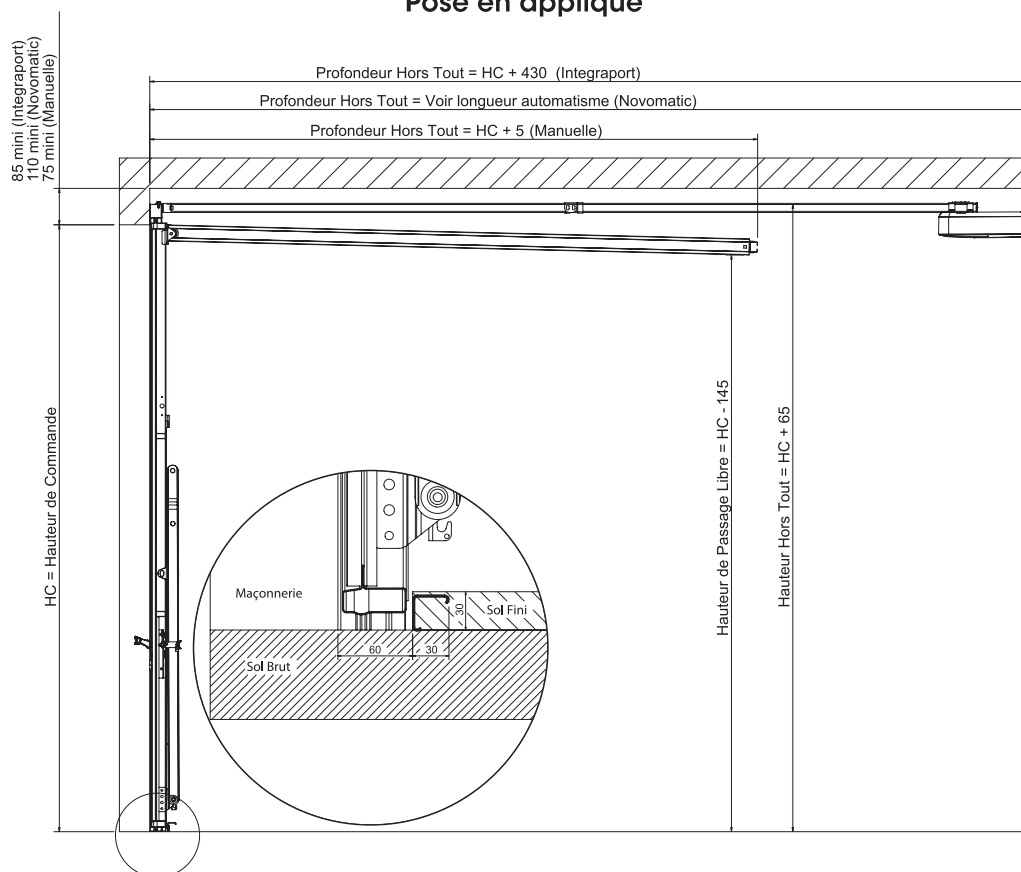 Pose en applique
85 mini (Integraport)
110 mini (Novomatic)
75 mini (Manuelle)
Profondeur Hors Tout = HC + 430 (Integraport)
Profondeur Hors Tout = Voir longueur automatisme (Novomatic)
Profondeur Hors Tout = HC + 5 (Manuelle)
HC = Hauteur de Commande
Hauteur de Passage Libre = HC - 145
Hauteur Hors Tout = HC + 65
Maçonnerie
30
Sol Fini
60
30
Sol Brut